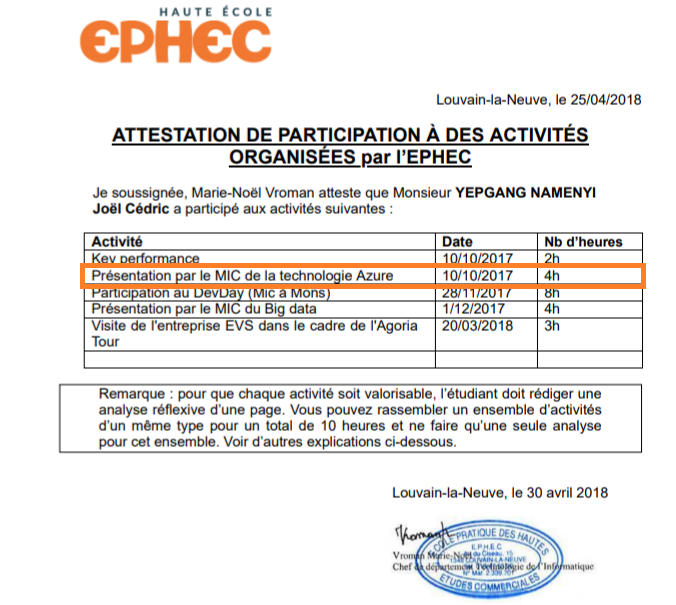 HAUTE ÉCOLE
EPHEC
Louvain-la-Neuve, le 25/04/2018
ATTESTATION DE PARTICIPATION À DES ACTIVITÉS
ORGANISÉES par l'EPHEC
Je soussignée, Marie-Noël Vroman atteste que Monsieur YEPGANG NAMENYI
Joël Cédric a participé aux activités suivantes :
Activité Date Nb d'heures
Key performance 10/10/2017 2h
Présentation par le MIC de la technologie Azure 10/10/2017 4h
Participation au DevDay (Mic à Mons) 28/11/2017 8h
Présentation par le MIC du Big data 1/12/2017 4h
Visite de l'entreprise EVS dans le cadre de l'Agoria 20/03/2018 3h
Tour
Remarque : pour que chaque activité soit valorisable, l'étudiant doit rédiger une
analyse réflexive d'une page. Vous pouvez rassembler un ensemble d'activités
d'un même type pour un total de 10 heures et ne faire qu'une seule analyse
pour cet ensemble. Voir d'autres explications ci-dessous.
Louvain-la-Neuve, le 30 avril 2018
Vroman Marie-Noël
Chef de département Technologie de l'Informatique
ECOLE PRATIQUE DES HAUTES
E.P.H.E.C
15
LOUVAIN-LA-NEUVE
ETUDES COMMERCIALES